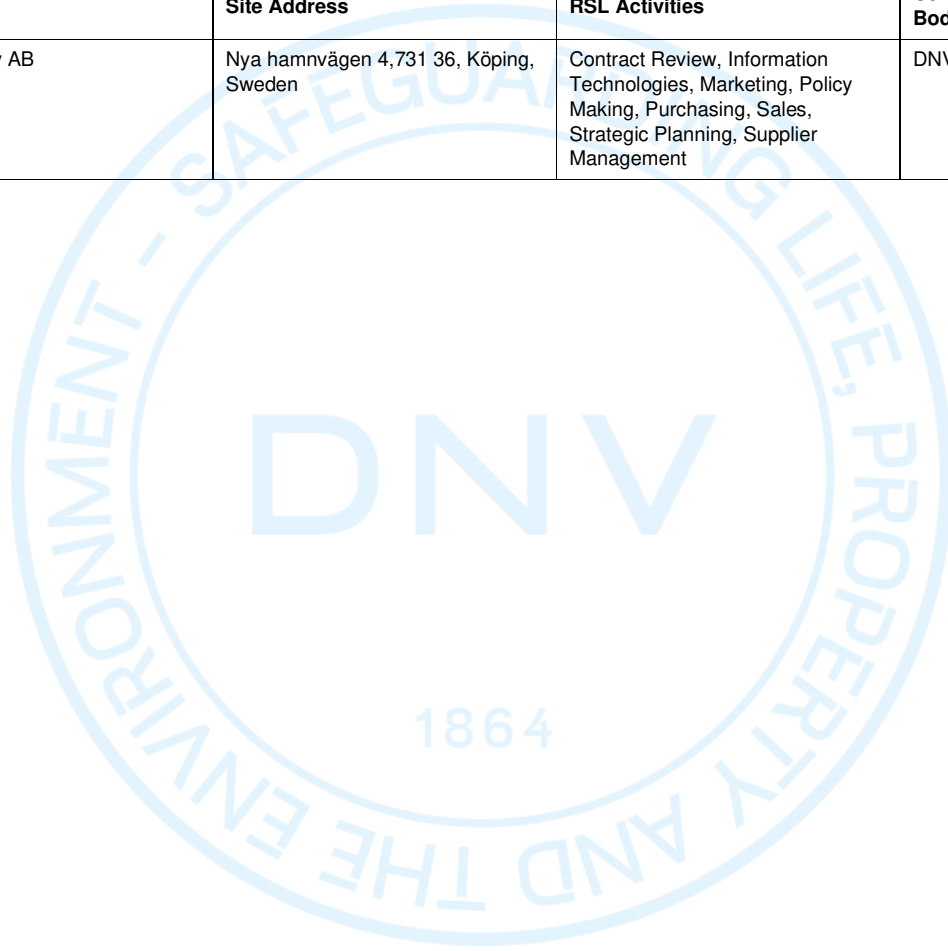 Site Address
RSL Activities
Bod
AB
Nya hamnvägen 4,731 36, Köping,
Sweden
Contract Review, Information
Technologies, Marketing, Policy
Making, Purchasing, Sales,
Strategic Planning, Supplier
Management
DNV
SAFEGUARDING LIFE, PROPERTY AND THE ENVIRONMENT -
DNV
1864